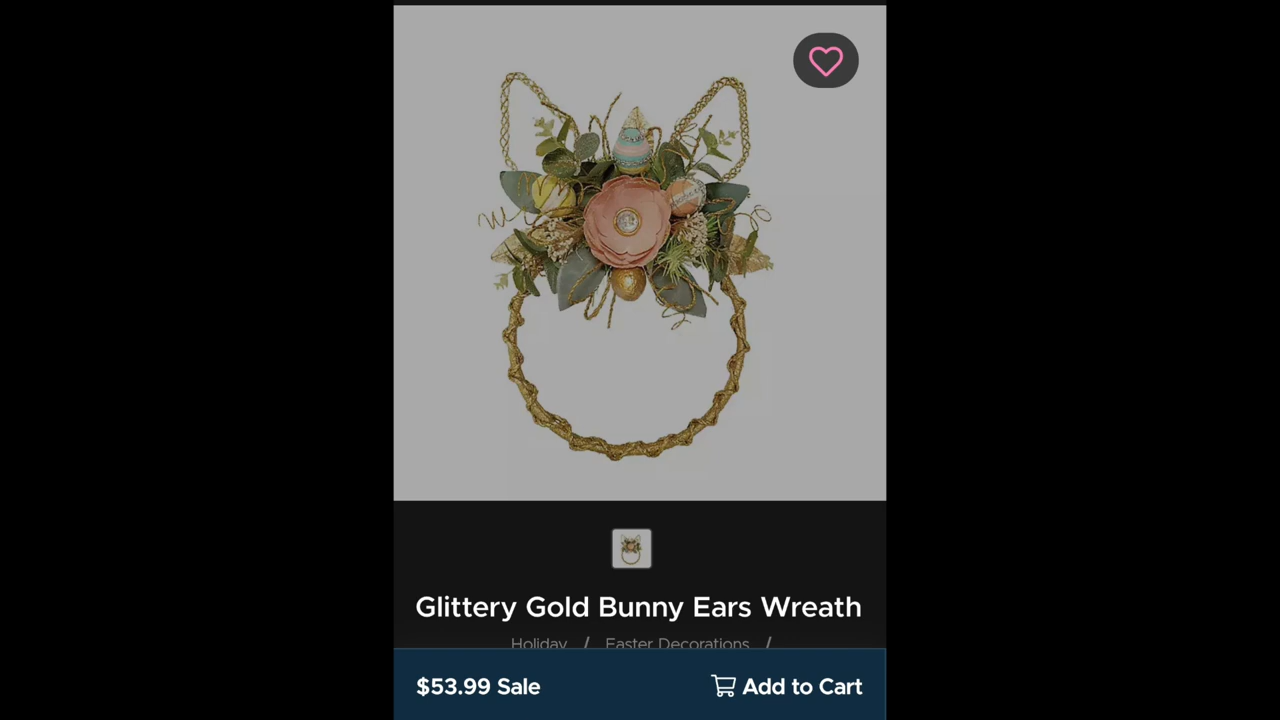 Glittery Gold Bunny Ears Wreath
Holiday / Easter Decorations /
$53.99 Sale
Add to Cart